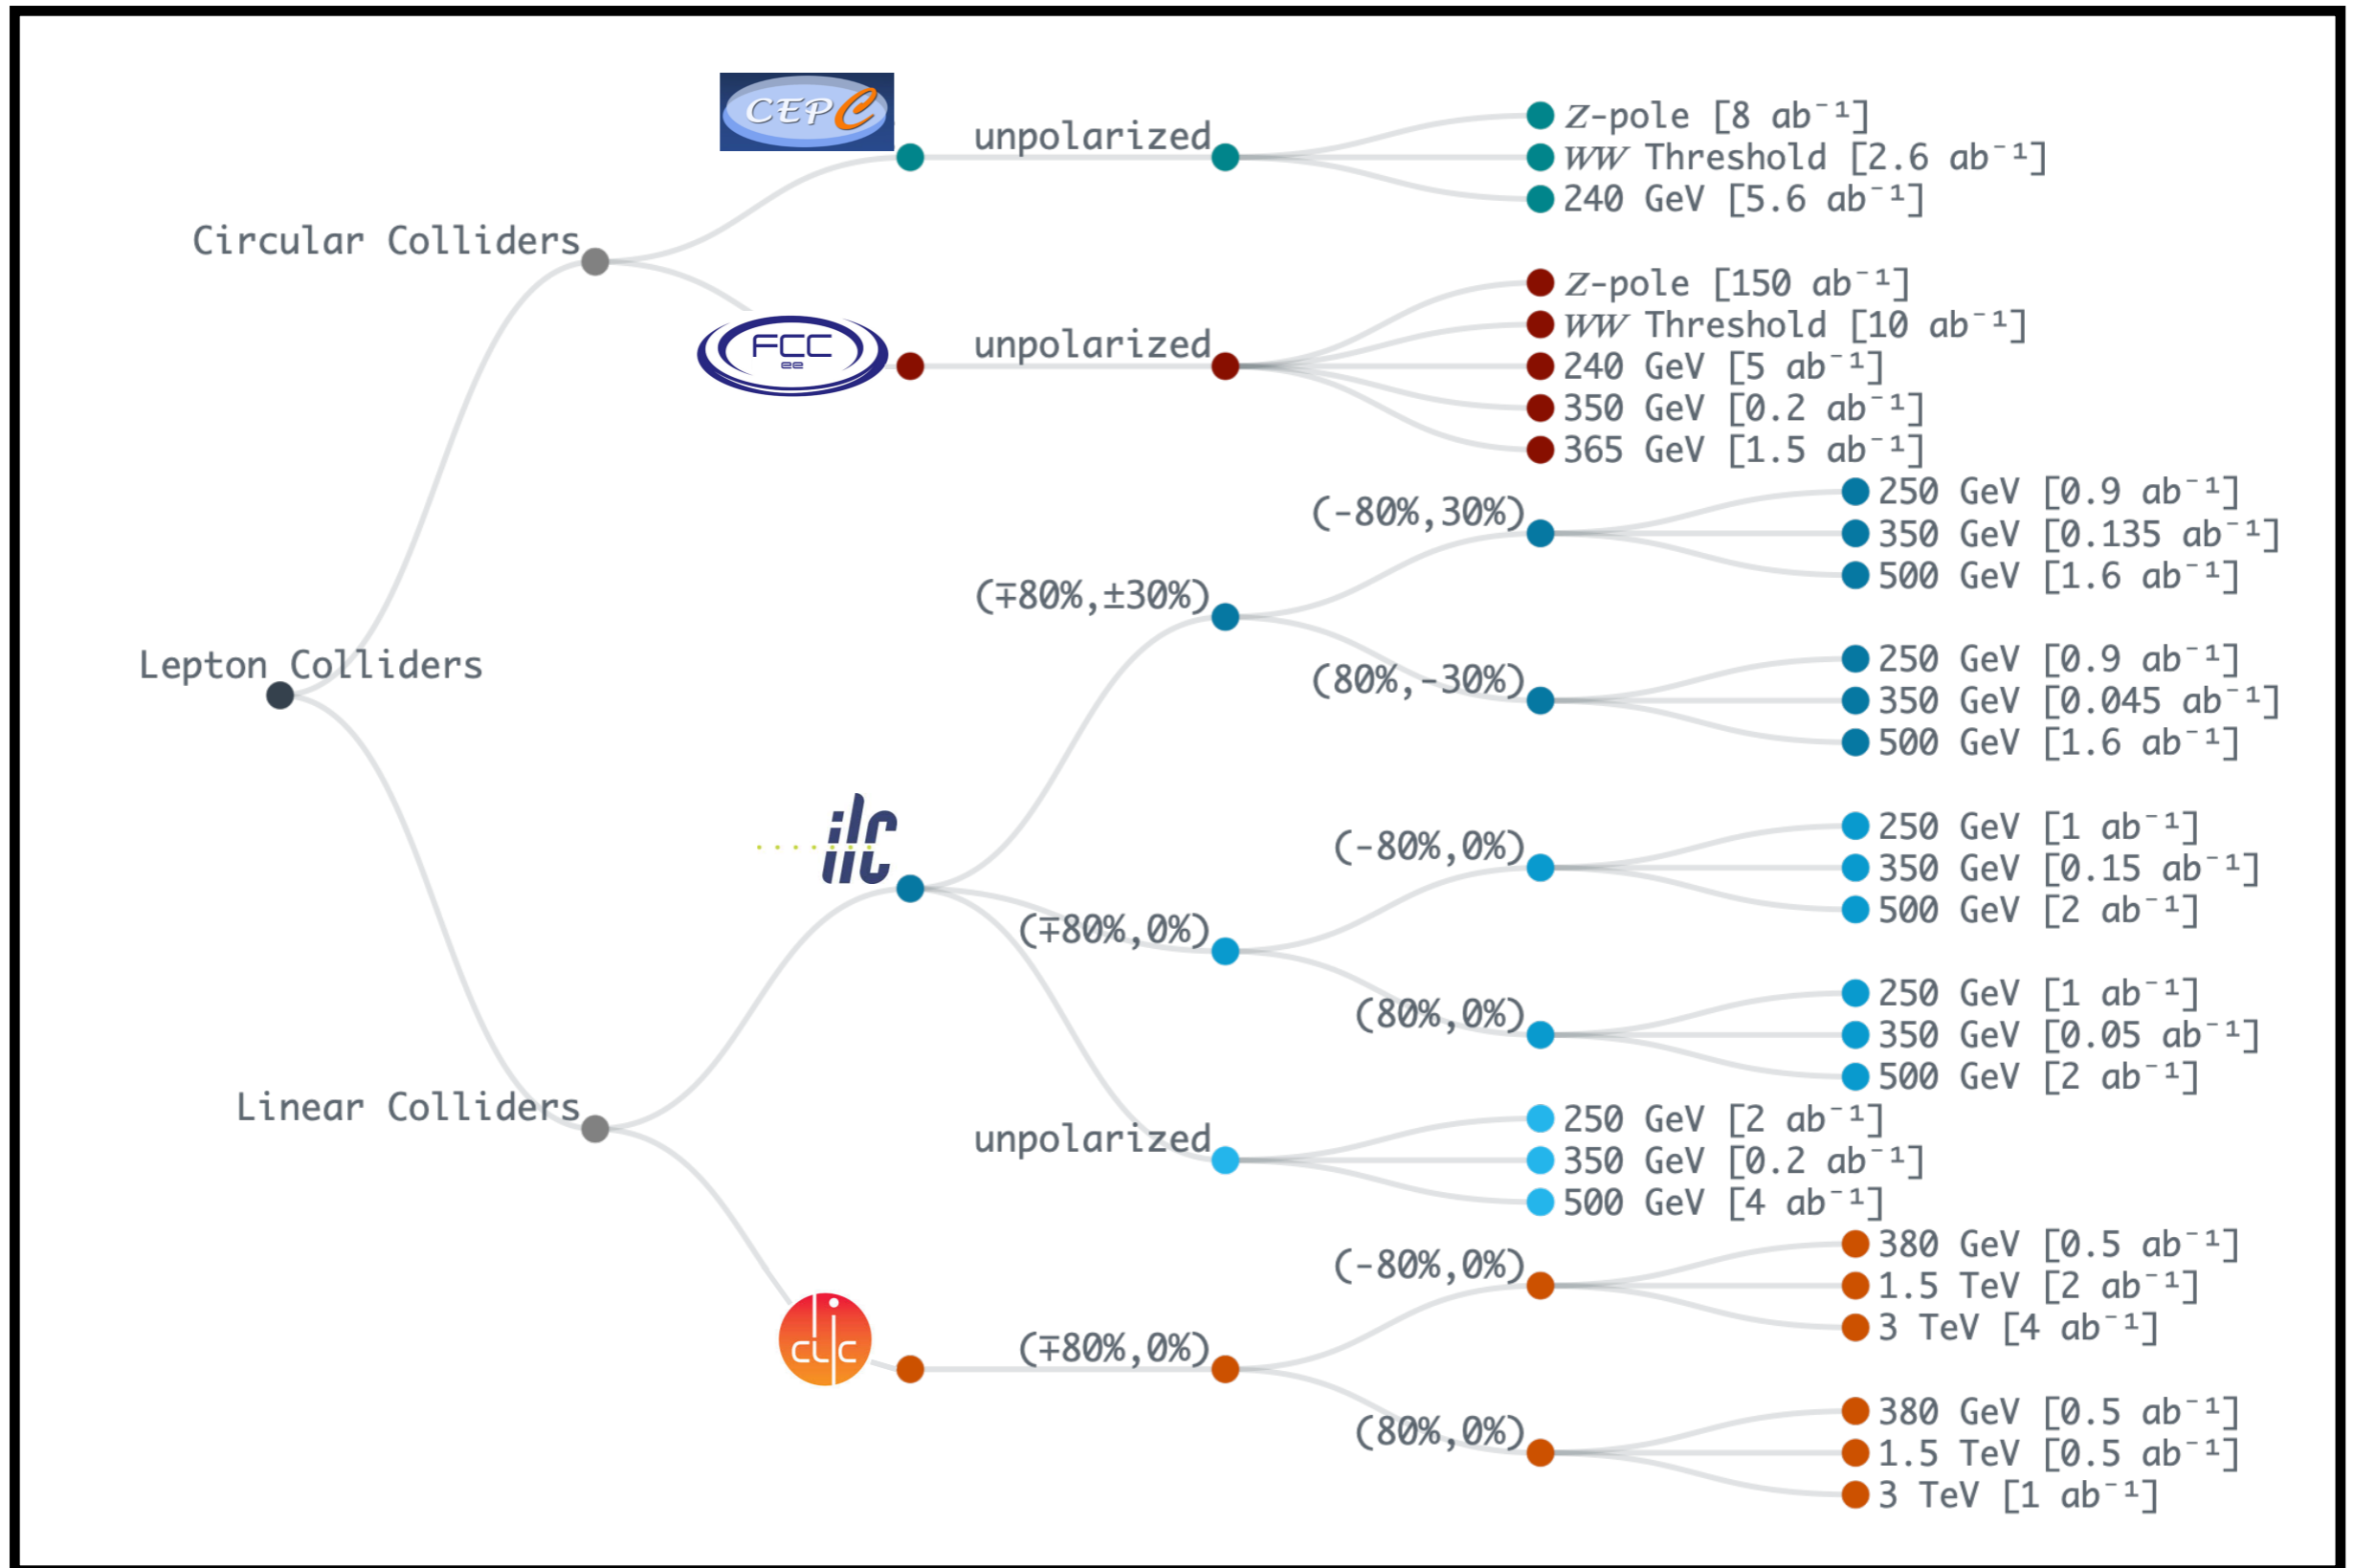 CEPC
unpolarized
Z-pole [8 ab⁻¹]
WW Threshold [2.6 ab⁻¹]
240 GeV [5.6 ab⁻¹]
Circular Colliders
FCC
ee
unpolarized
Z-pole [150 ab⁻¹]
WW Threshold [10 ab⁻¹]
240 GeV [5 ab⁻¹]
350 GeV [0.2 ab⁻¹]
365 GeV [1.5 ab⁻¹]
Lepton Colliders
ilc
(∓80%,±30%)
(-80%,30%)
250 GeV [0.9 ab⁻¹]
350 GeV [0.135 ab⁻¹]
500 GeV [1.6 ab⁻¹]
(80%,-30%)
250 GeV [0.9 ab⁻¹]
350 GeV [0.045 ab⁻¹]
500 GeV [1.6 ab⁻¹]
(∓80%,0%)
(-80%,0%)
250 GeV [1 ab⁻¹]
350 GeV [0.15 ab⁻¹]
500 GeV [2 ab⁻¹]
(80%,0%)
250 GeV [1 ab⁻¹]
350 GeV [0.05 ab⁻¹]
500 GeV [2 ab⁻¹]
Linear Colliders
unpolarized
250 GeV [2 ab⁻¹]
350 GeV [0.2 ab⁻¹]
500 GeV [4 ab⁻¹]
clic
(∓80%,0%)
(-80%,0%)
380 GeV [0.5 ab⁻¹]
1.5 TeV [2 ab⁻¹]
3 TeV [4 ab⁻¹]
(80%,0%)
380 GeV [0.5 ab⁻¹]
1.5 TeV [0.5 ab⁻¹]
3 TeV [1 ab⁻¹]